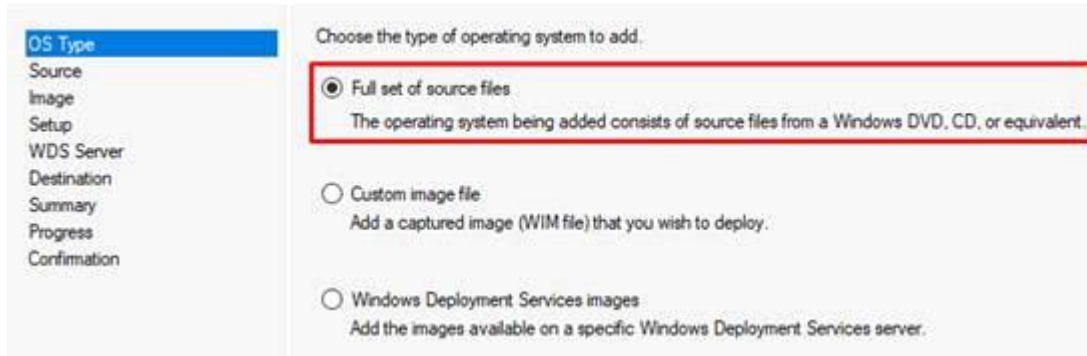 OS Type
Source
Image
Setup
WDS Server
Destination
Summary
Progress
Confirmation
Choose the type of operating system to add.
Full set of source files
The operating system being added consists of source files from a Windows DVD, CD, or equivalent.
Custom image file
Add a captured image (WIM file) that you wish to deploy.
Windows Deployment Services images
Add the images available on a specific Windows Deployment Services server.